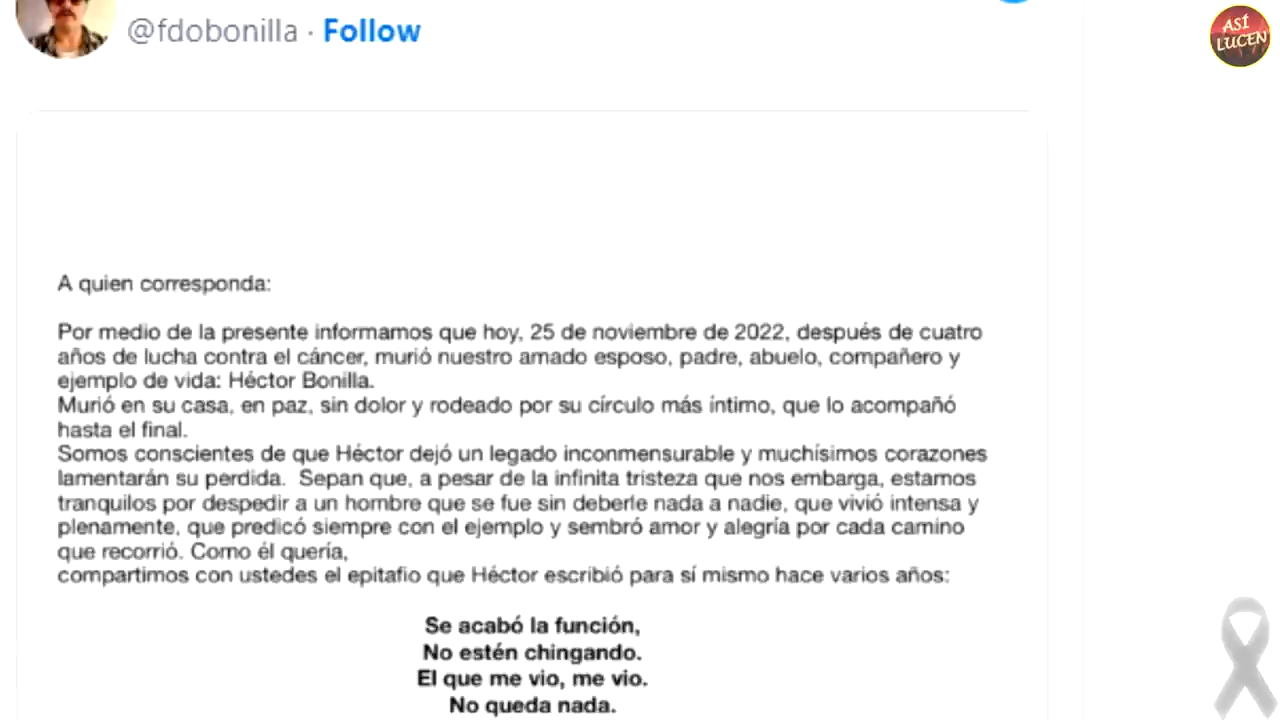 @fdobonilla · Follow
ASÍ
LUCEN
A quien corresponda:
Por medio de la presente informamos que hoy, 25 de noviembre de 2022, después de cuatro
años de lucha contra el cáncer, murió nuestro amado esposo, padre, abuelo, compañero y
ejemplo de vida: Héctor Bonilla.
Murió en su casa, en paz, sin dolor y rodeado por su círculo más íntimo, que lo acompañó
hasta el final.
Somos conscientes de que Héctor dejó un legado inconmensurable y muchísimos corazones
lamentarán su perdida. Sepan que, a pesar de la infinita tristeza que nos embarga, estamos
tranquilos por despedir a un hombre que se fue sin deberle nada a nadie, que vivió intensa y
plenamente, que predicó siempre con el ejemplo y sembró amor y alegría por cada camino
que recorrió. Como él quería,
compartimos con ustedes el epitafio que Héctor escribió para sí mismo hace varios años:
Se acabó la función,
No estén chingando.
El que me vio, me vio.
No queda nada.